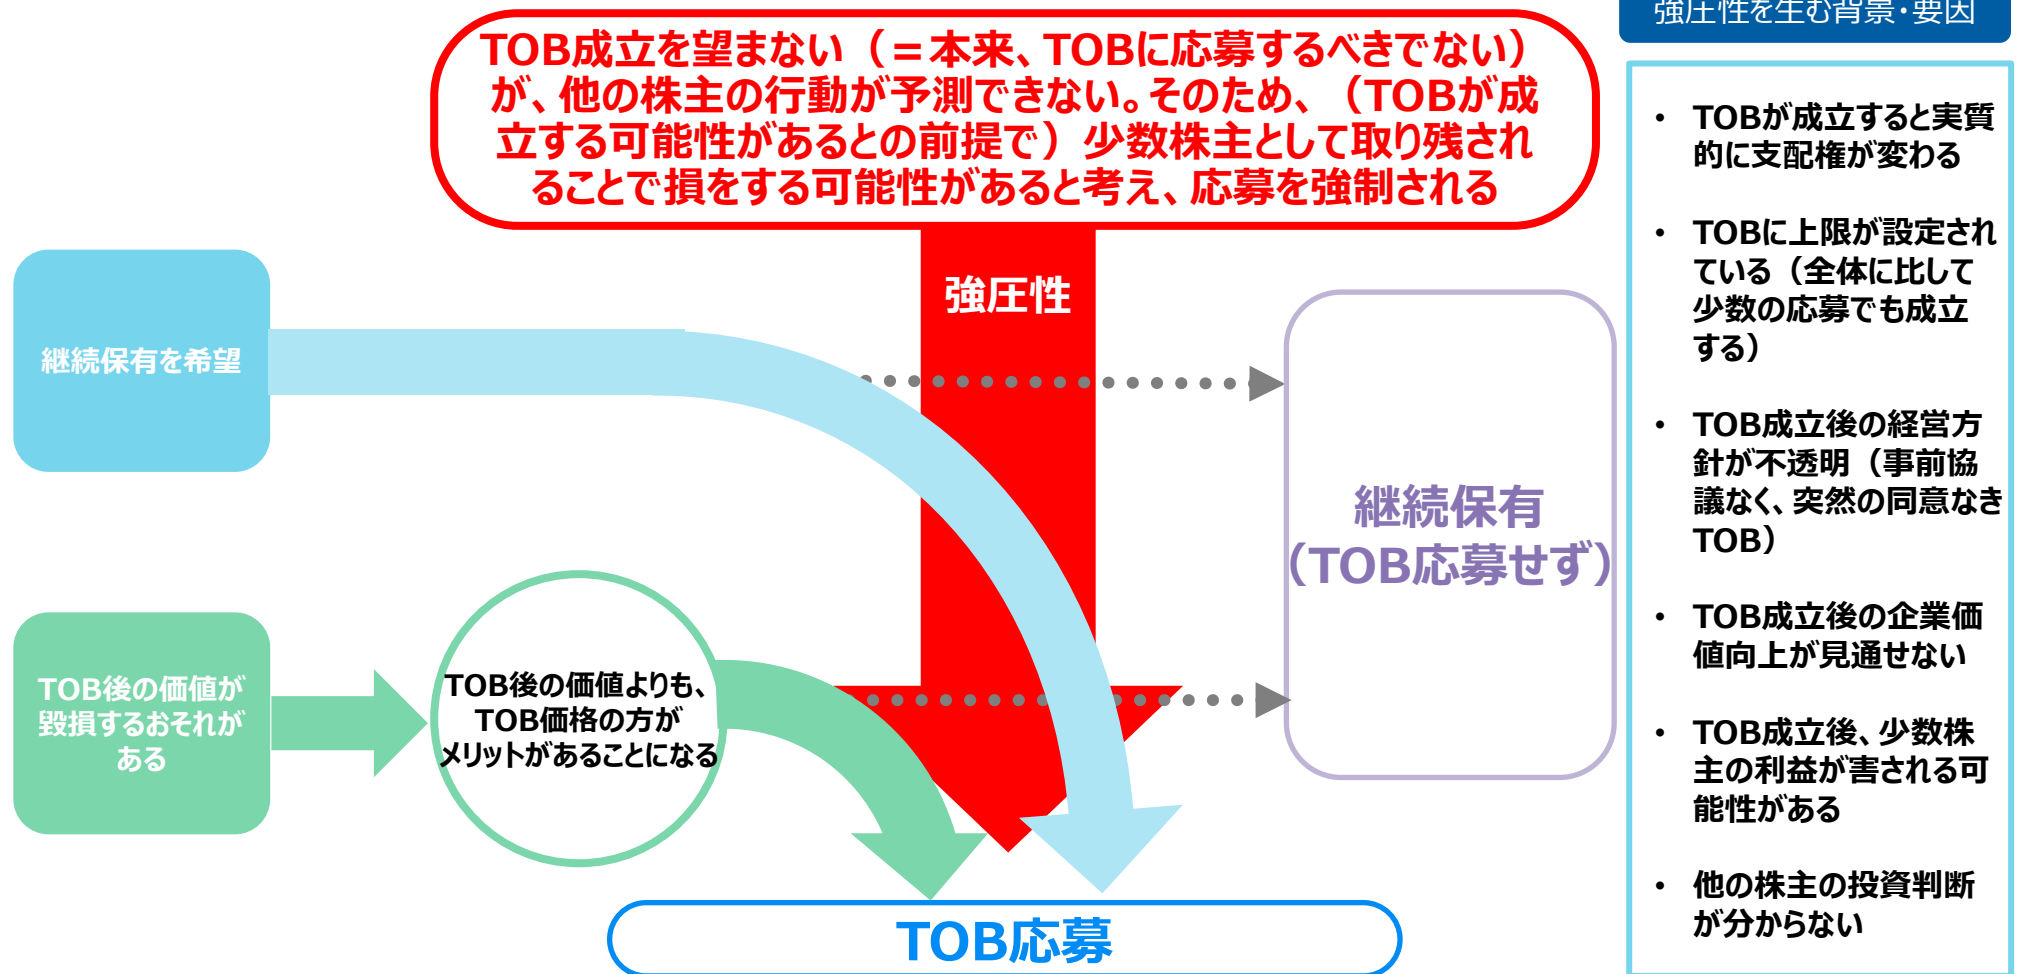 TOB成立を望まない（＝本来、TOBに応募するべきでない）
が、他の株主の行動が予測できない。そのため、（TOBが成
立する可能性があるとの前提で）少数株主として取り残され
ることで損をする可能性があると考え、応募を強制される
強圧性
継続保有を希望
TOB後の価値が
毀損するおそれが
ある
TOB後の価値よりも、
TOB価格の方が
メリットがあることになる
継続保有
（TOB応募せず）
TOB応募
強圧性を生む背景・要因
• TOBが成立すると実質
的に支配権が変わる
• TOBに上限が設定され
ている（全体に比して
少数の応募でも成立
する）
• TOB成立後の経営方
針が不透明（事前協
議なく、突然の同意なき
TOB）
• TOB成立後の企業価
値向上が見通せない
• TOB成立後、少数株
主の利益が害される可
能性がある
• 他の株主の投資判断
が分からない